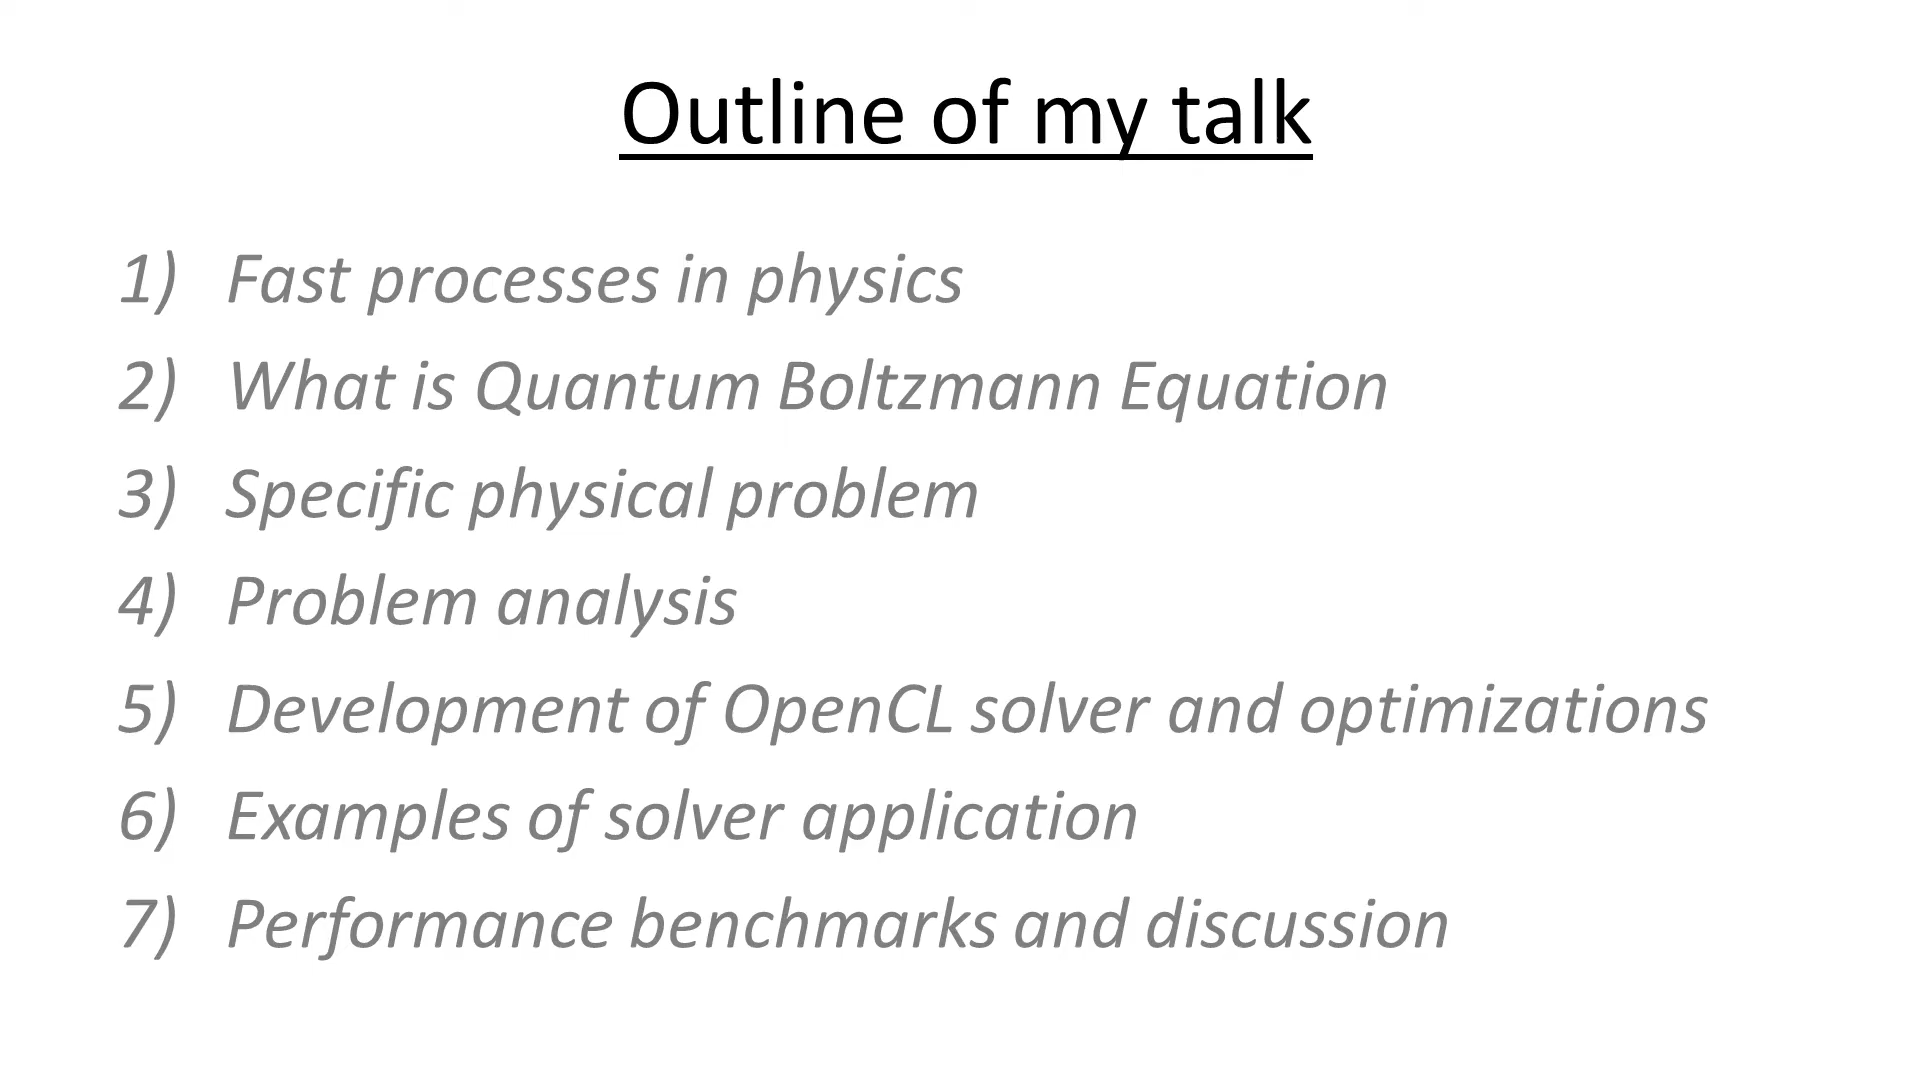 Outline of my talk
1) Fast processes in physics
2) What is Quantum Boltzmann Equation
3) Specific physical problem
4) Problem analysis
5) Development of OpenCL solver and optimizations
6) Examples of solver application
7) Performance benchmarks and discussion